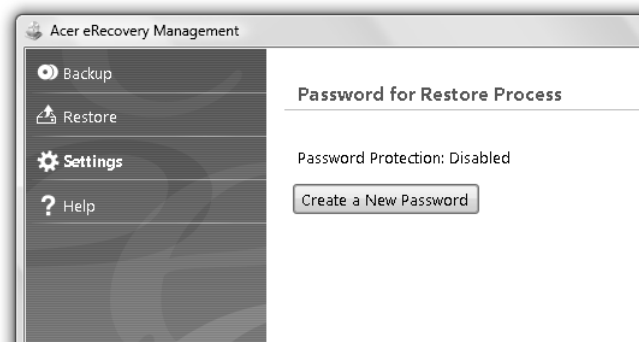 Acer eRecovery Management
Backup
Restore
Settings
Help
Password for Restore Process
Password Protection: Disabled
Create a New Password